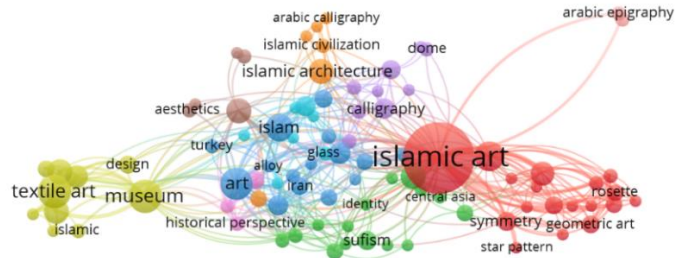 arabic calligraphy
arabic epigraphy
islamic civilization
dome
islamic architecture
aesthetics
calligraphy
islam
turkey
glass
islamic art
design
alloy
textile art
museum
art
iran
central asia
rosette
identity
islamic
historical perspective
symmetry
geometric art
sufism
star pattern